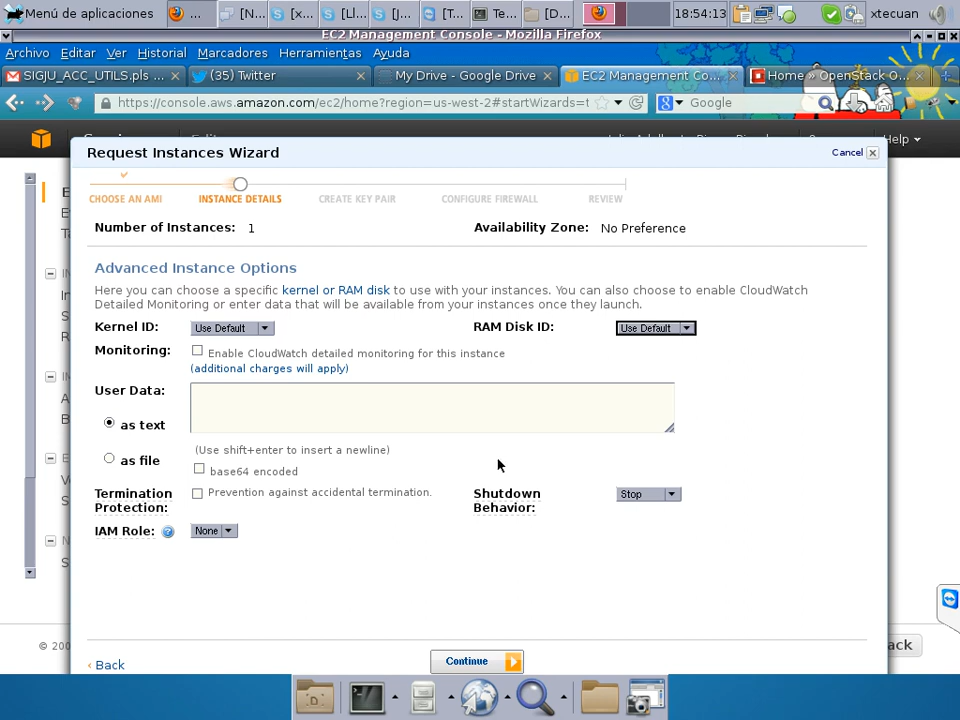 Menú de aplicaciones
...
[N...
[x...
[Ll...
[J...
[T...
Te...
[D...
18:54:13
xtecuan
EC2 Management Console - Mozilla Firefox
Archivo Editar Ver Historial Marcadores Herramientas Ayuda
SIGJU_ACC_UTILS.pls ... ×
(35) Twitter ×
My Drive - Google Drive ×
EC2 Management Co... ×
Home » OpenStack O... ×
https://console.aws.amazon.com/ec2/home?region=us-west-2#startWizards=t
Google
Help
Request Instances Wizard
Cancel
CHOOSE AN AMI
INSTANCE DETAILS
CREATE KEY PAIR
CONFIGURE FIREWALL
REVIEW
Number of Instances: 1
Availability Zone: No Preference
Advanced Instance Options
Here you can choose a specific kernel or RAM disk to use with your instances. You can also choose to enable CloudWatch
Detailed Monitoring or enter data that will be available from your instances once they launch.
Kernel ID: Use Default
RAM Disk ID: Use Default
Monitoring: Enable CloudWatch detailed monitoring for this instance
(additional charges will apply)
User Data:
as text
(Use shift+enter to insert a newline)
as file
base64 encoded
Termination
Protection:
Prevention against accidental termination.
Shutdown
Behavior:
Stop
IAM Role: None
© 20
ack
‹ Back
Continue